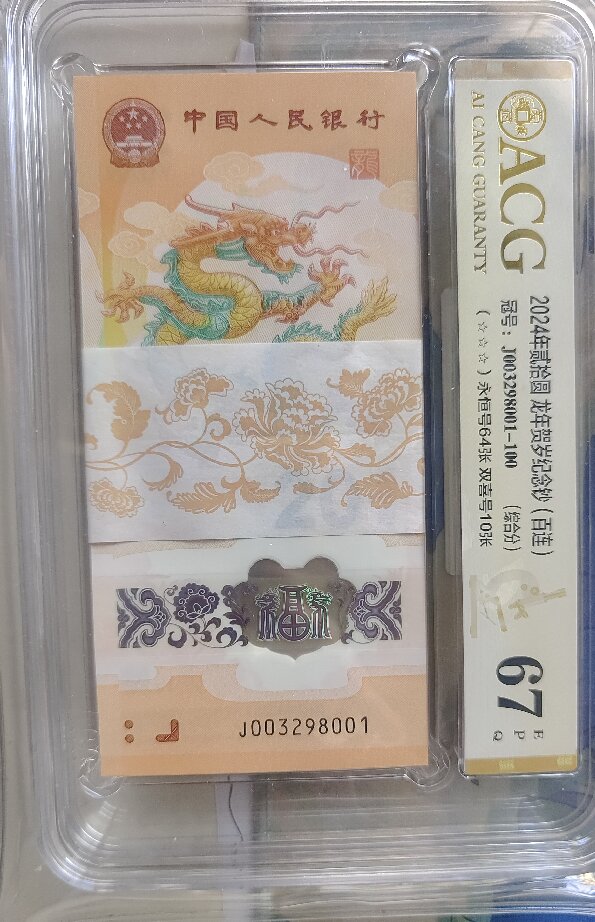 中国人民银行
龍
福
J003298001
ACG
AI CANG GUARANTY
2024年贰拾圆 龙年贺岁纪念钞（百连）
冠号：J003298001-100 （综合分）
（☆☆☆）永恒号64张 双喜号10张
67
E
P
Q